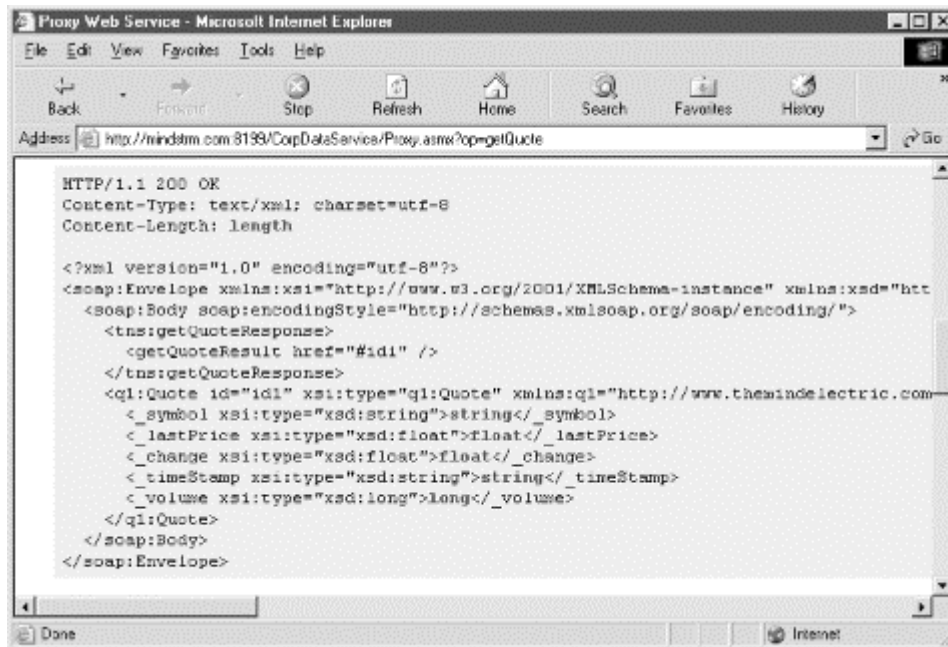 Proxy Web Service - Microsoft Internet Explorer
File Edit View Favorites Tools Help
Back Forward Stop Refresh Home Search Favorites History
Address http://mindstrm.com:8199/CorpDataService/Proxy.asmx?op=getQuote Go
HTTP/1.1 200 OK
Content-Type: text/xml; charset=utf-8
Content-Length: length
<?xml version="1.0" encoding="utf-8"?>
<soap:Envelope xmlns:xsi="http://www.w3.org/2001/XMLSchema-instance" xmlns:xsd="htt
<soap:Body soap:encodingStyle="http://schemas.xmlsoap.org/soap/encoding/">
<tns:getQuoteResponse>
<getQuoteResult href="#id1" />
</tns:getQuoteResponse>
<q1:Quote id="id1" xsi:type="q1:Quote" xmlns:q1="http://www.themindelectric.com
<_symbol xsi:type="xsd:string">string</_symbol>
<_lastPrice xsi:type="xsd:float">float</_lastPrice>
<_change xsi:type="xsd:float">float</_change>
<_timeStamp xsi:type="xsd:string">string</_timeStamp>
<_volume xsi:type="xsd:long">long</_volume>
</q1:Quote>
</soap:Body>
</soap:Envelope>
Done Internet